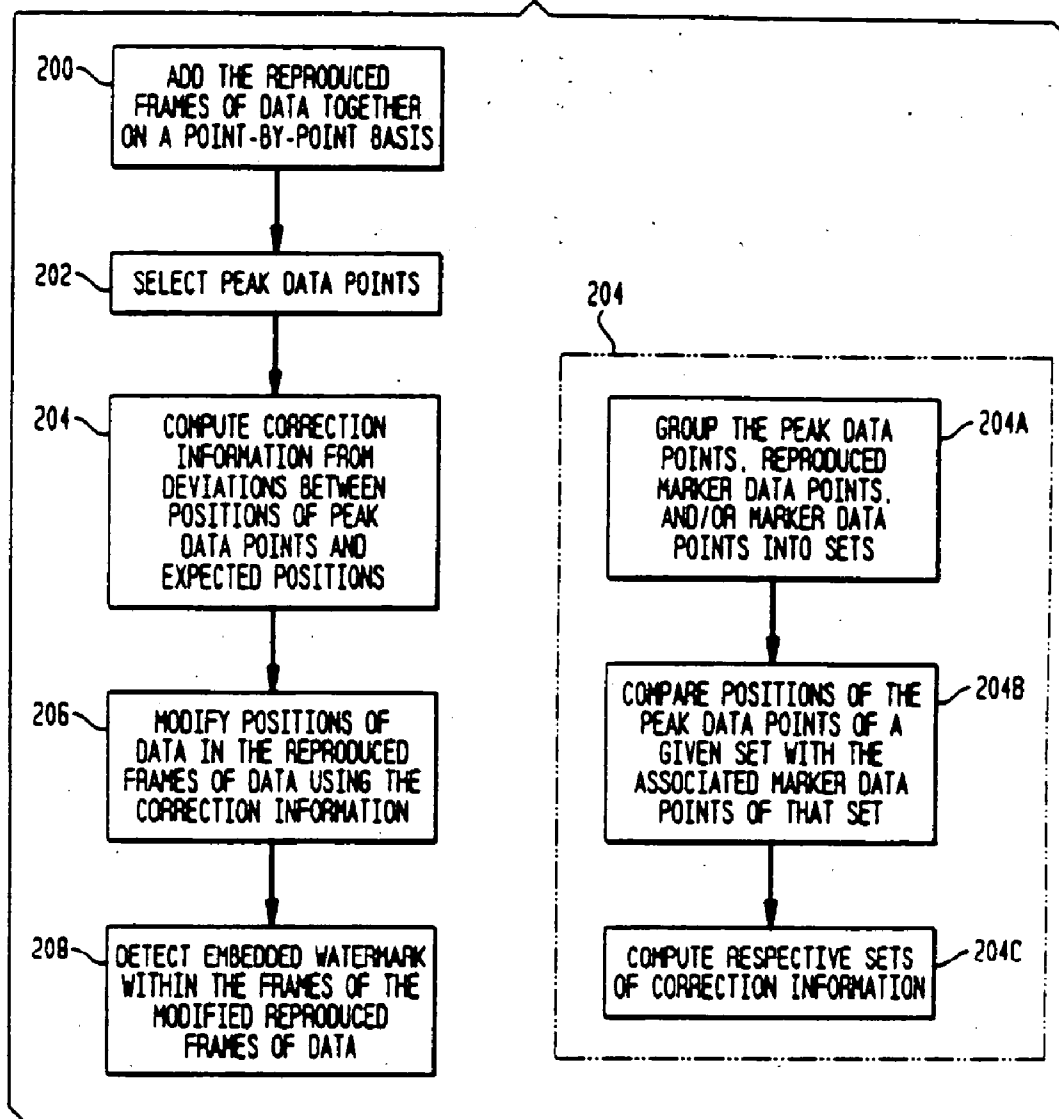 200
ADD THE REPRODUCED
FRAMES OF DATA TOGETHER
ON A POINT-BY-POINT BASIS
202
SELECT PEAK DATA POINTS
204
COMPUTE CORRECTION
INFORMATION FROM
DEVIATIONS BETWEEN
POSITIONS OF PEAK
DATA POINTS AND
EXPECTED POSITIONS
206
MODIFY POSITIONS OF
DATA IN THE REPRODUCED
FRAMES OF DATA USING THE
CORRECTION INFORMATION
208
DETECT EMBEDDED WATERMARK
WITHIN THE FRAMES OF THE
MODIFIED REPRODUCED
FRAMES OF DATA
204
GROUP THE PEAK DATA
POINTS, REPRODUCED
MARKER DATA POINTS,
AND/OR MARKER DATA
POINTS INTO SETS
204A
COMPARE POSITIONS OF THE
PEAK DATA POINTS OF A
GIVEN SET WITH THE
ASSOCIATED MARKER DATA
POINTS OF THAT SET
204B
COMPUTE RESPECTIVE SETS
OF CORRECTION INFORMATION
204C